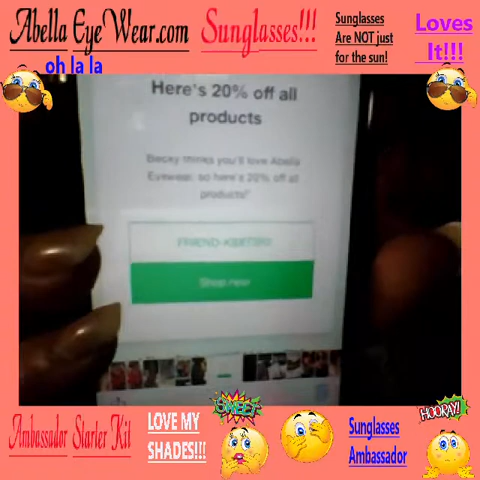 Abella EyeWear.com Sunglasses!!!
Sunglasses
Are NOT just
for the sun!
Loves
It!!!
oh la la
Here's 20% off all
products
Becky thinks you'll love Abella
Eyewear, so here's 20% off all
products*
Shop now
Ambassador Starter Kit
LOVE MY
SHADES!!!
SWEET!
Sunglasses
Ambassador
HOORAY!